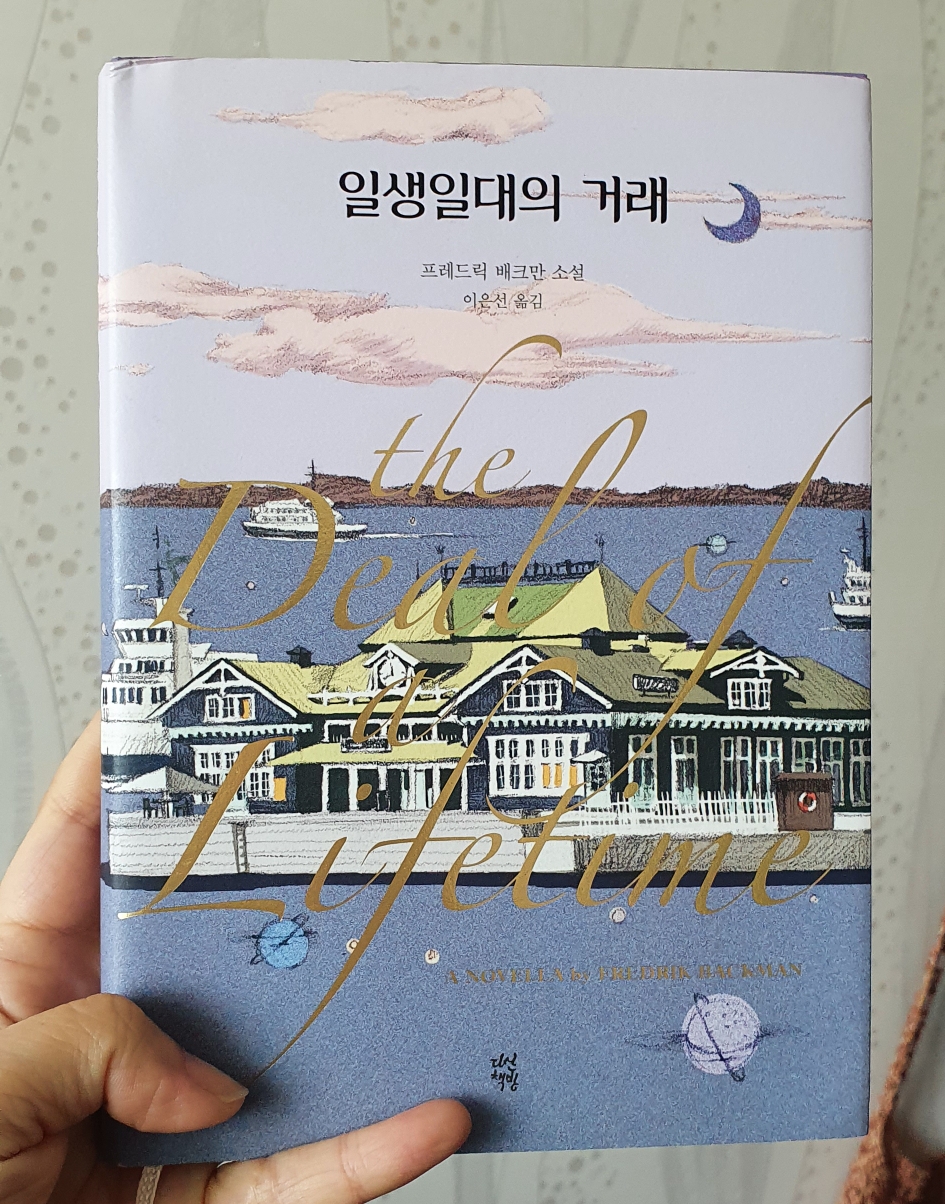 일생일대의 거래
프레드릭 배크만 소설
이은선 옮김
the
Deal of
a
Lifetime
A NOVELLA by FREDRIK BACKMAN
다산
책방